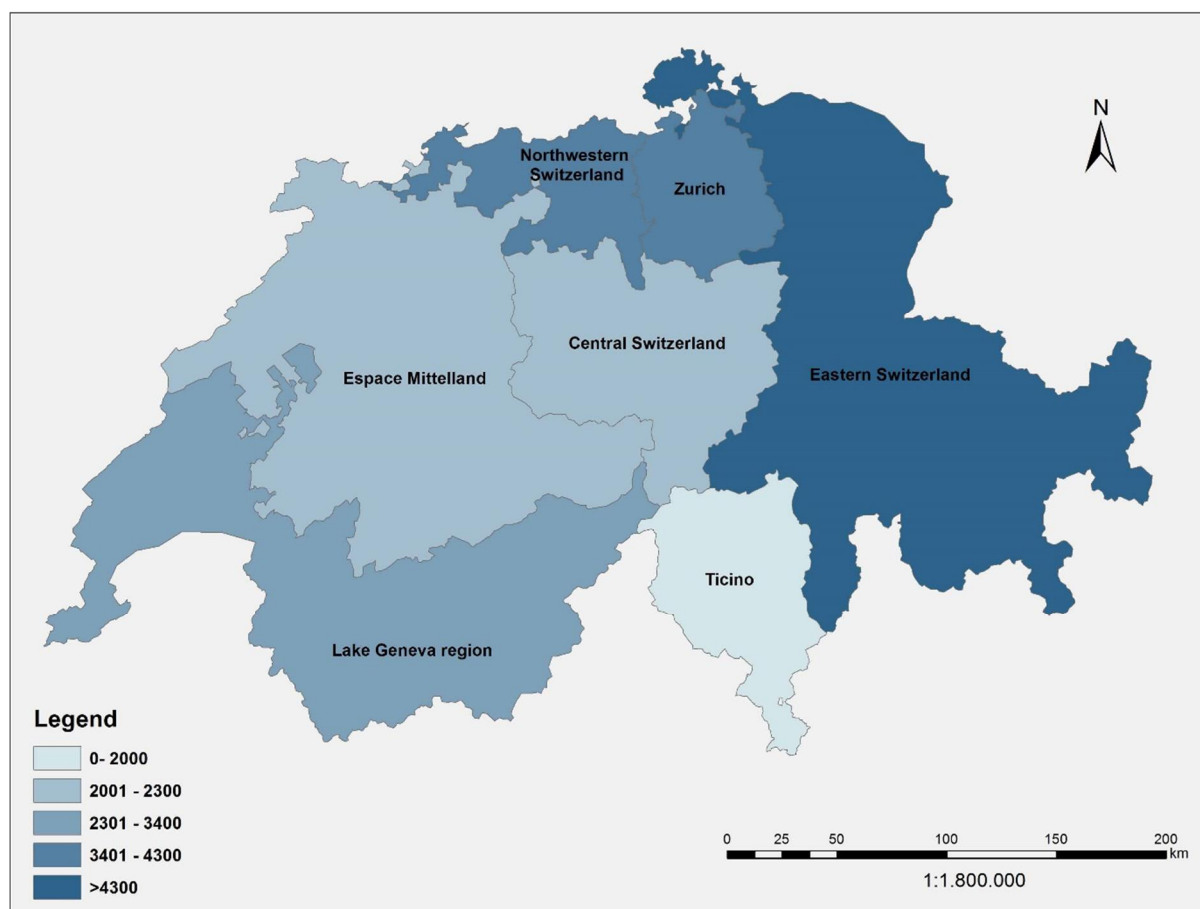 N
Northwestern
Switzerland
Zurich
Central Switzerland
Espace Mittelland
Eastern Switzerland
Ticino
Lake Geneva region
Legend
0- 2000
2001 - 2300
2301 - 3400
3401 - 4300
>4300
0 25 50 100 150 200
km
1:1.800.000